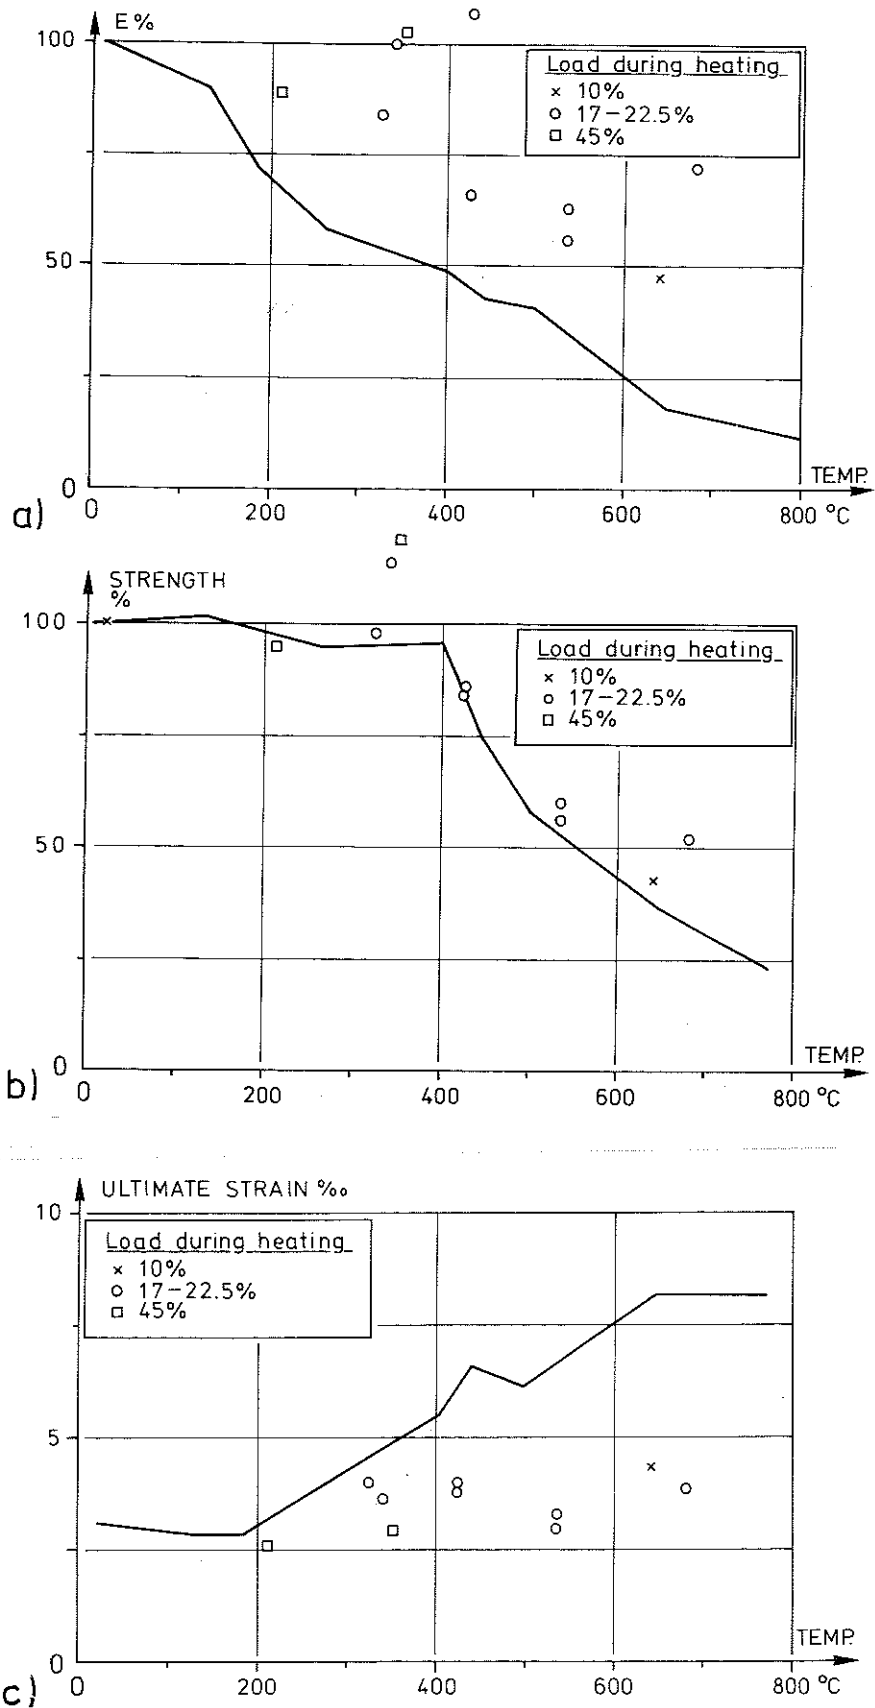 E %
100
Load during heating
× 10%
○ 17-22.5%
□ 45%
50
0
TEMP.
a)
0 200 400 600 800 °C
STRENGTH
%
100
Load during heating
× 10%
○ 17-22.5%
□ 45%
50
0
TEMP.
b)
0 200 400 600 800 °C
ULTIMATE STRAIN ‰
10
Load during heating
× 10%
○ 17-22.5%
□ 45%
5
0
TEMP.
c)
0 200 400 600 800 °C